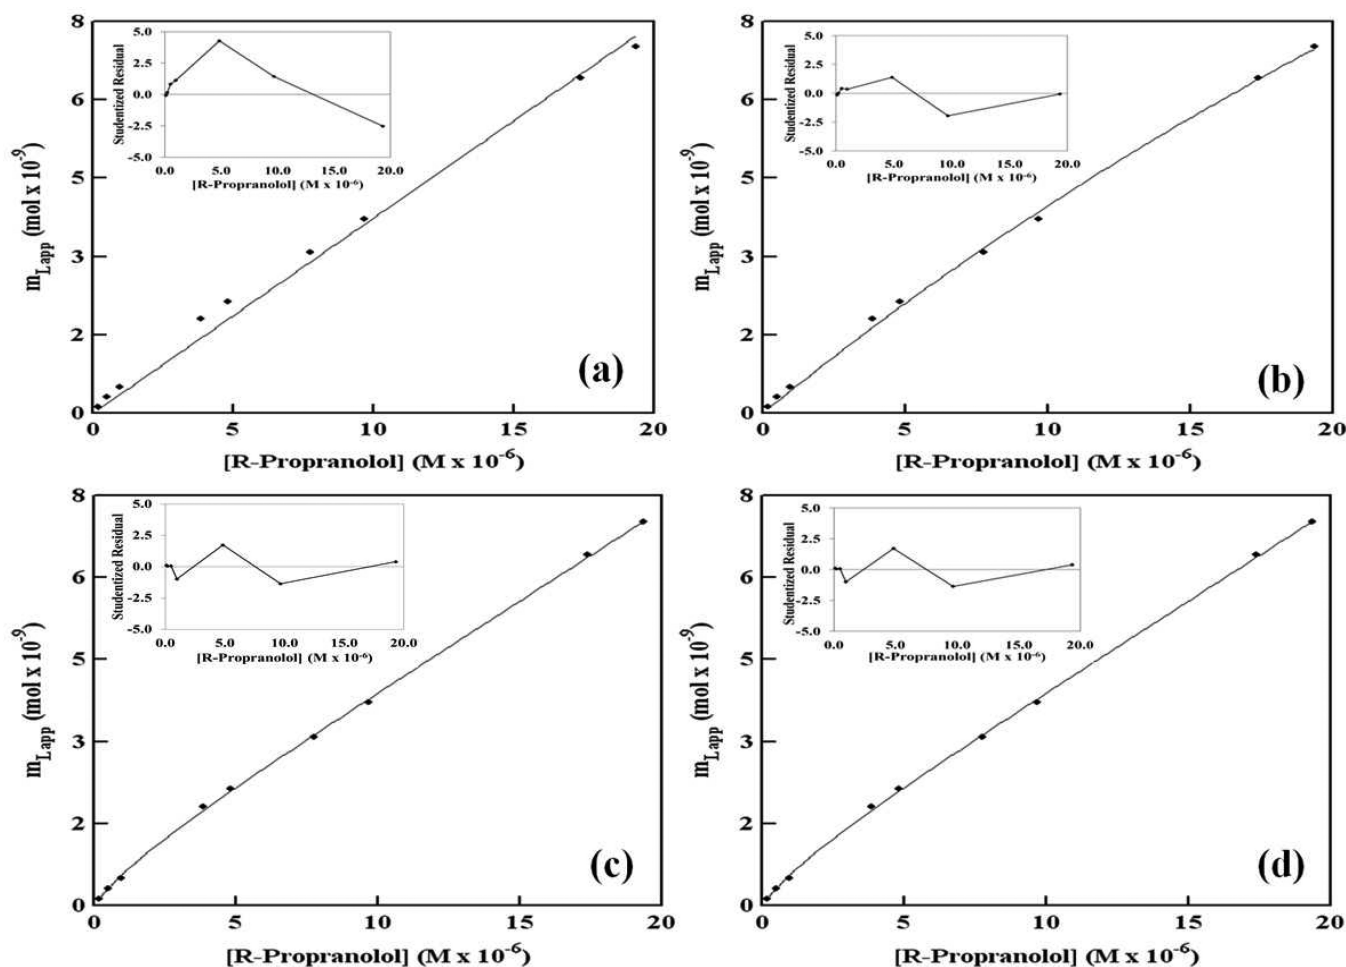 8
6
5
3
2
0
m_Lapp (mol x 10^-9)
5.0
2.5
0.0
-2.5
-5.0
Studentized Residual
0.0 5.0 10.0 15.0 20.0
[R-Propranolol] (M x 10^-6)
(a)
0 5 10 15 20
[R-Propranolol] (M x 10^-6)
8
6
5
3
2
0
m_Lapp (mol x 10^-9)
5.0
2.5
0.0
-2.5
-5.0
Studentized Residual
0.0 5.0 10.0 15.0 20.0
[R-Propranolol] (M x 10^-6)
(b)
0 5 10 15 20
[R-Propranolol] (M x 10^-6)
8
6
5
3
2
0
m_Lapp (mol x 10^-9)
5.0
2.5
0.0
-2.5
-5.0
Studentized Residual
0.0 5.0 10.0 15.0 20.0
[R-Propranolol] (M x 10^-6)
(c)
0 5 10 15 20
[R-Propranolol] (M x 10^-6)
8
6
5
3
2
0
m_Lapp (mol x 10^-9)
5.0
2.5
0.0
-2.5
-5.0
Studentized Residual
0.0 5.0 10.0 15.0 20.0
[R-Propranolol] (M x 10^-6)
(d)
0 5 10 15 20
[R-Propranolol] (M x 10^-6)